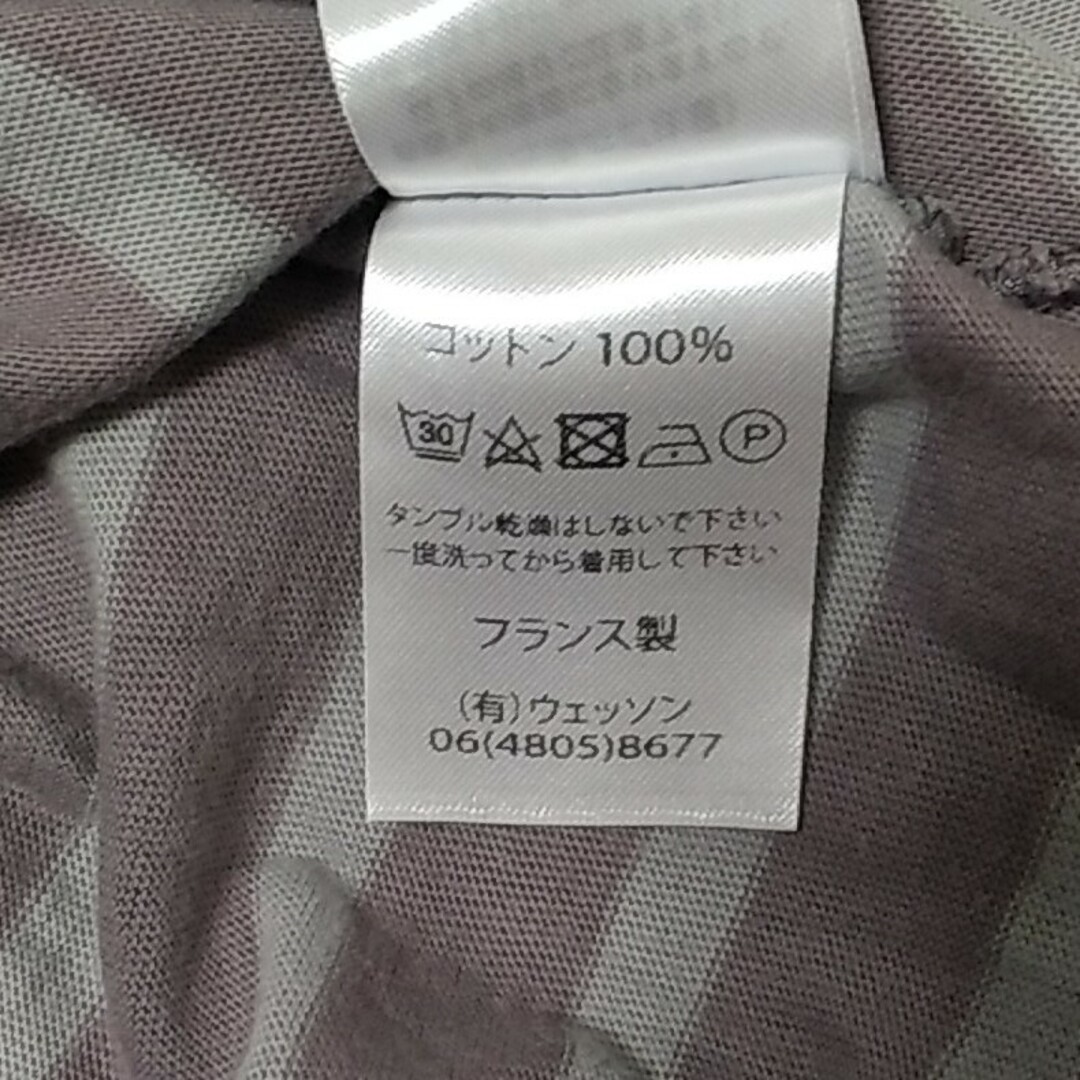 コットン 100%
30 P
タンブル乾燥はしないで下さい
一度洗ってから着用して下さい
フランス製
(有)ウェッソン
06(4805)8677